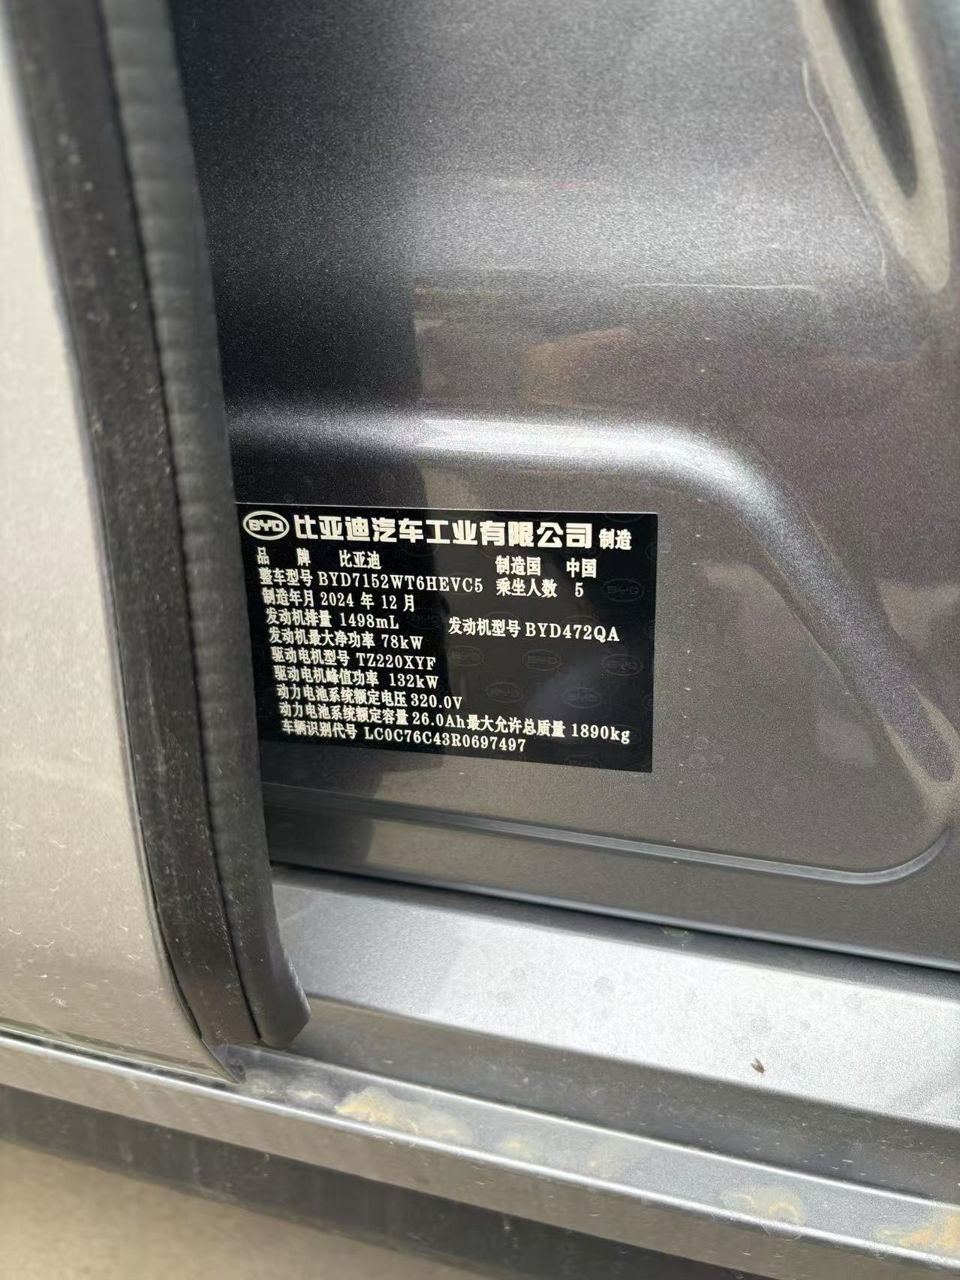 BYD 比亚迪汽车工业有限公司 制造
品 牌 比亚迪 制造国 中国
整车型号 BYD7152WT6HEVC5 乘坐人数 5
制造年月 2024 年 12 月
发动机排量 1498mL 发动机型号 BYD472QA
发动机最大净功率 78kW
驱动电机型号 TZ220XYF
驱动电机峰值功率 132kW
动力电池系统额定电压 320.0V
动力电池系统额定容量 26.0Ah 最大允许总质量 1890kg
车辆识别代号 LC0C76C43R0697497